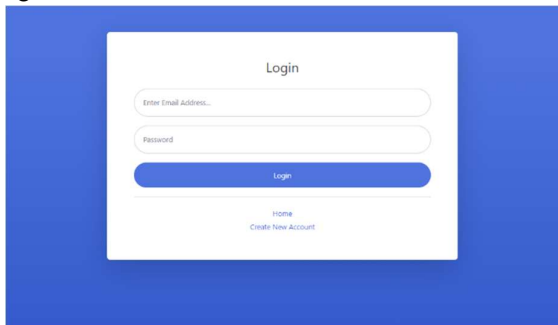 Login
Enter Email Address...
Password
Login
Home
Create New Account